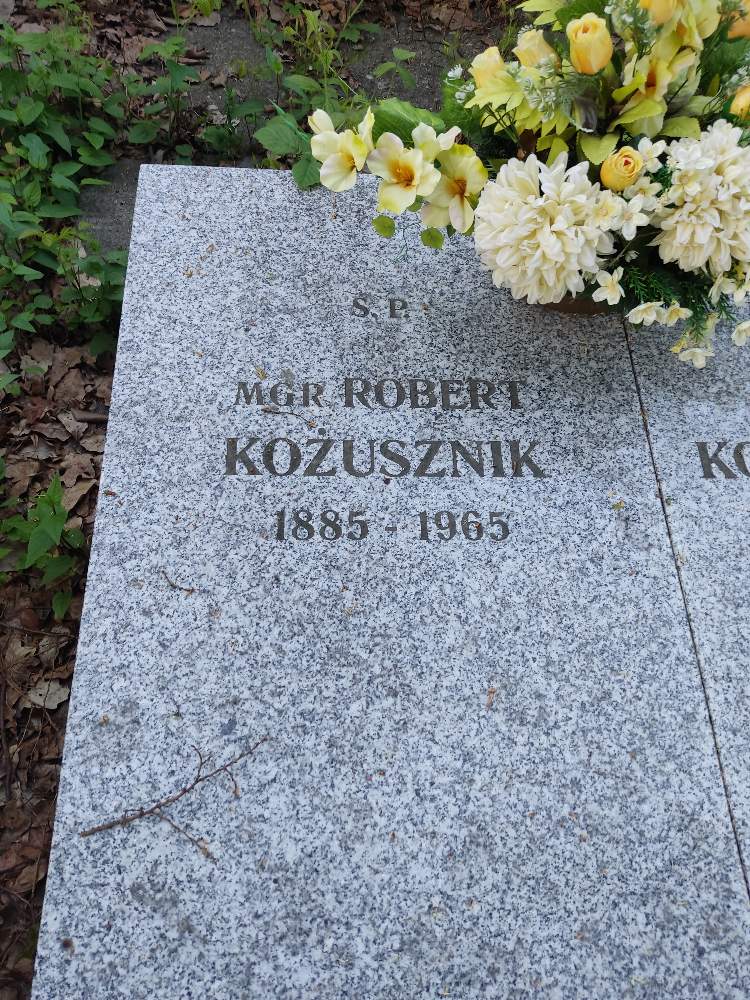 Ś. P.
MGR ROBERT
KOŻUSZNIK
1885 - 1965